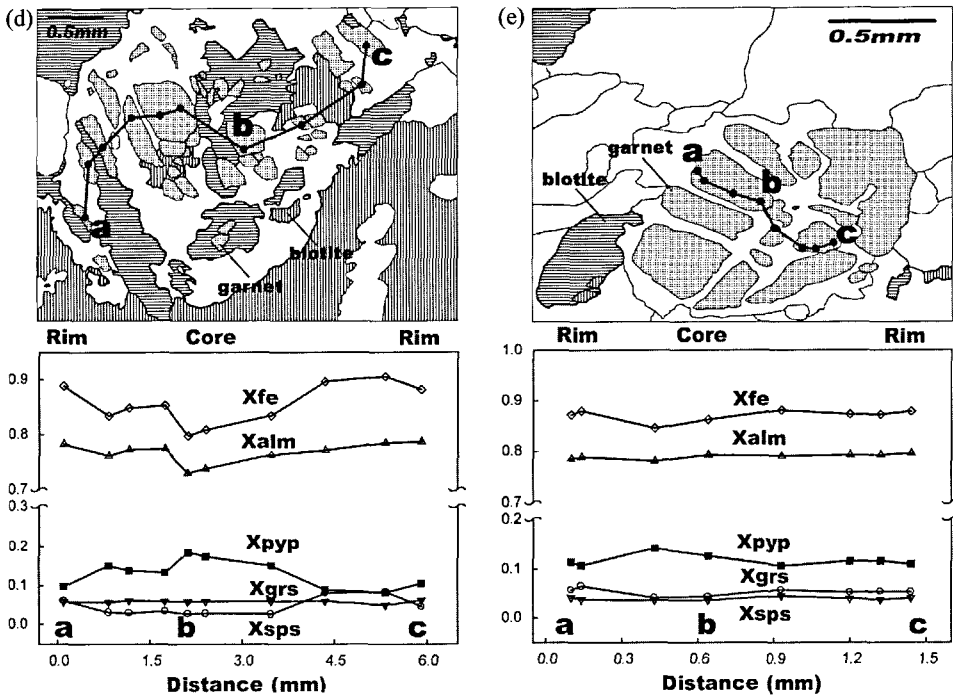 (d)
0.5mm
c
b
a
biotite
garnet
Rim Core Rim
0.9
0.8
0.7
0.3
0.2
0.1
0.0
Xfe
Xalm
Xpyp
Xgrs
Xsps
a b c
0.0 1.5 3.0 4.5 6.0
Distance (mm)
(e)
0.5mm
garnet
a
biotite
b
c
Rim Core Rim
1.0
0.9
0.8
0.7
0.2
0.1
0.0
Xfe
Xalm
Xpyp
Xgrs
Xsps
a b c
0.0 0.3 0.6 0.9 1.2 1.5
Distance (mm)